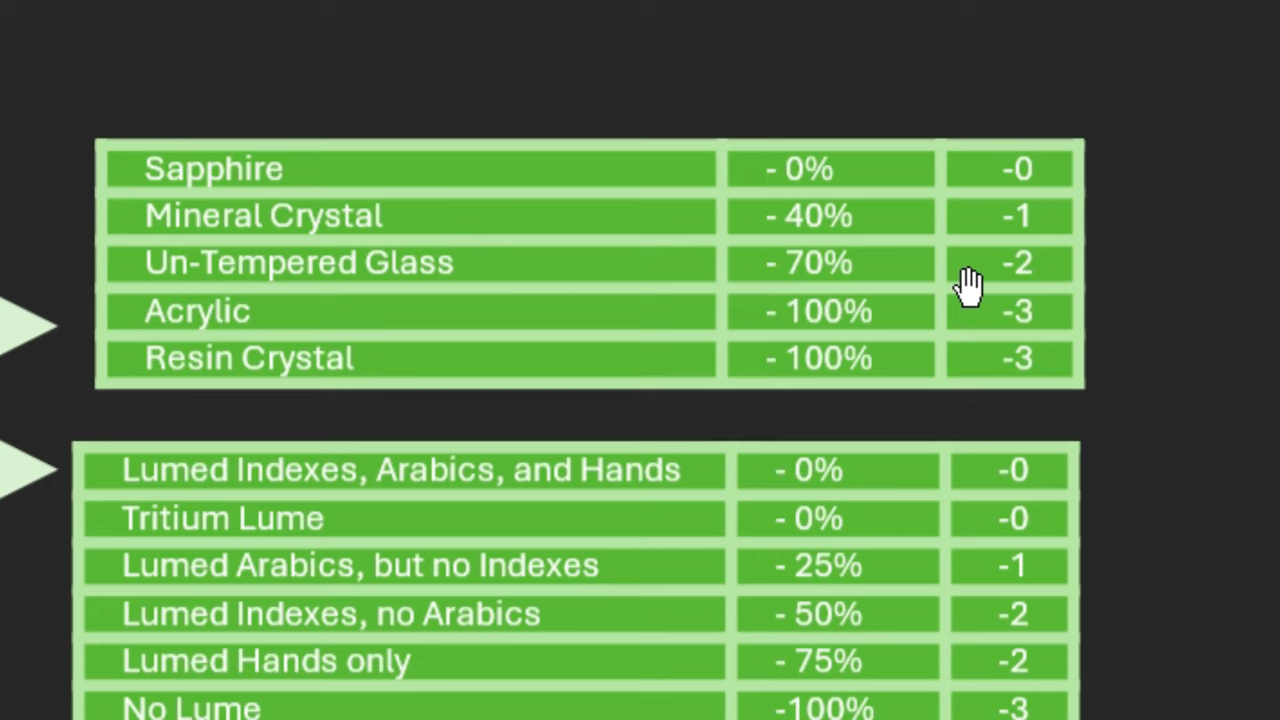 Sapphire - 0% -0
Mineral Crystal - 40% -1
Un-Tempered Glass - 70% -2
Acrylic - 100% -3
Resin Crystal - 100% -3
Lumed Indexes, Arabics, and Hands - 0% -0
Tritium Lume - 0% -0
Lumed Arabics, but no Indexes - 25% -1
Lumed Indexes, no Arabics - 50% -2
Lumed Hands only - 75% -2
No Lume -100% -3